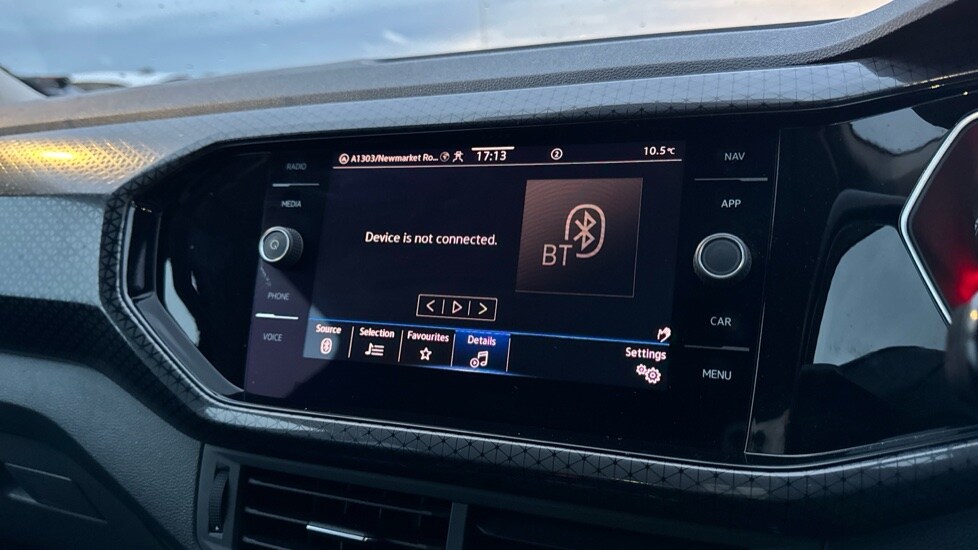 RADIO
MEDIA
PHONE
VOICE
A1303/Newmarket Ro...
17:13
2
10.5°C
Device is not connected.
BT
Source
Selection
Favourites
Details
Settings
NAV
APP
CAR
MENU